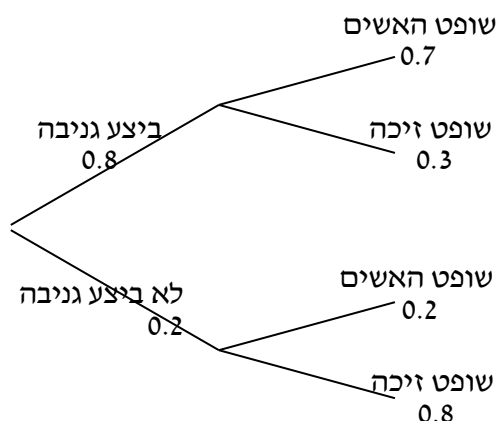 שופט האשים
0.7
ביצע גניבה
0.8
שופט זיכה
0.3
לא ביצע גניבה
0.2
שופט האשים
0.2
שופט זיכה
0.8